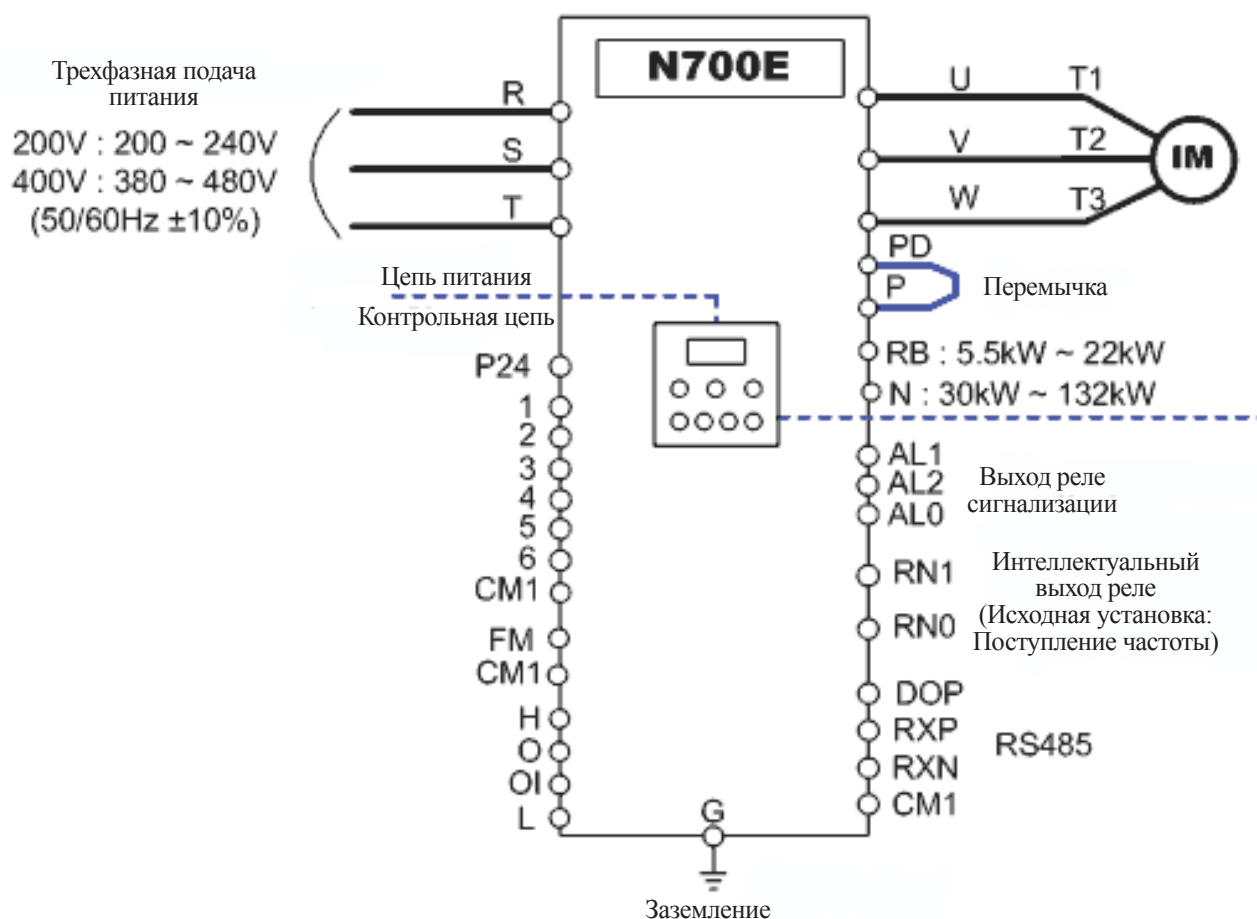 N700E
Трехфазная подача
питания
200V : 200 ~ 240V
400V : 380 ~ 480V
(50/60Hz ±10%)
R
S
T
U
T1
V
T2
W
T3
IM
PD
P
Перемычка
Цепь питания
Контрольная цепь
RB : 5.5kW ~ 22kW
N : 30kW ~ 132kW
P24
1
2
3
4
5
6
CM1
FM
CM1
H
O
OI
L
AL1
AL2
AL0
Выход реле
сигнализации
RN1
RN0
Интеллектуальный
выход реле
(Исходная установка:
Поступление частоты)
DOP
RXP
RXN
CM1
RS485
G
Заземление